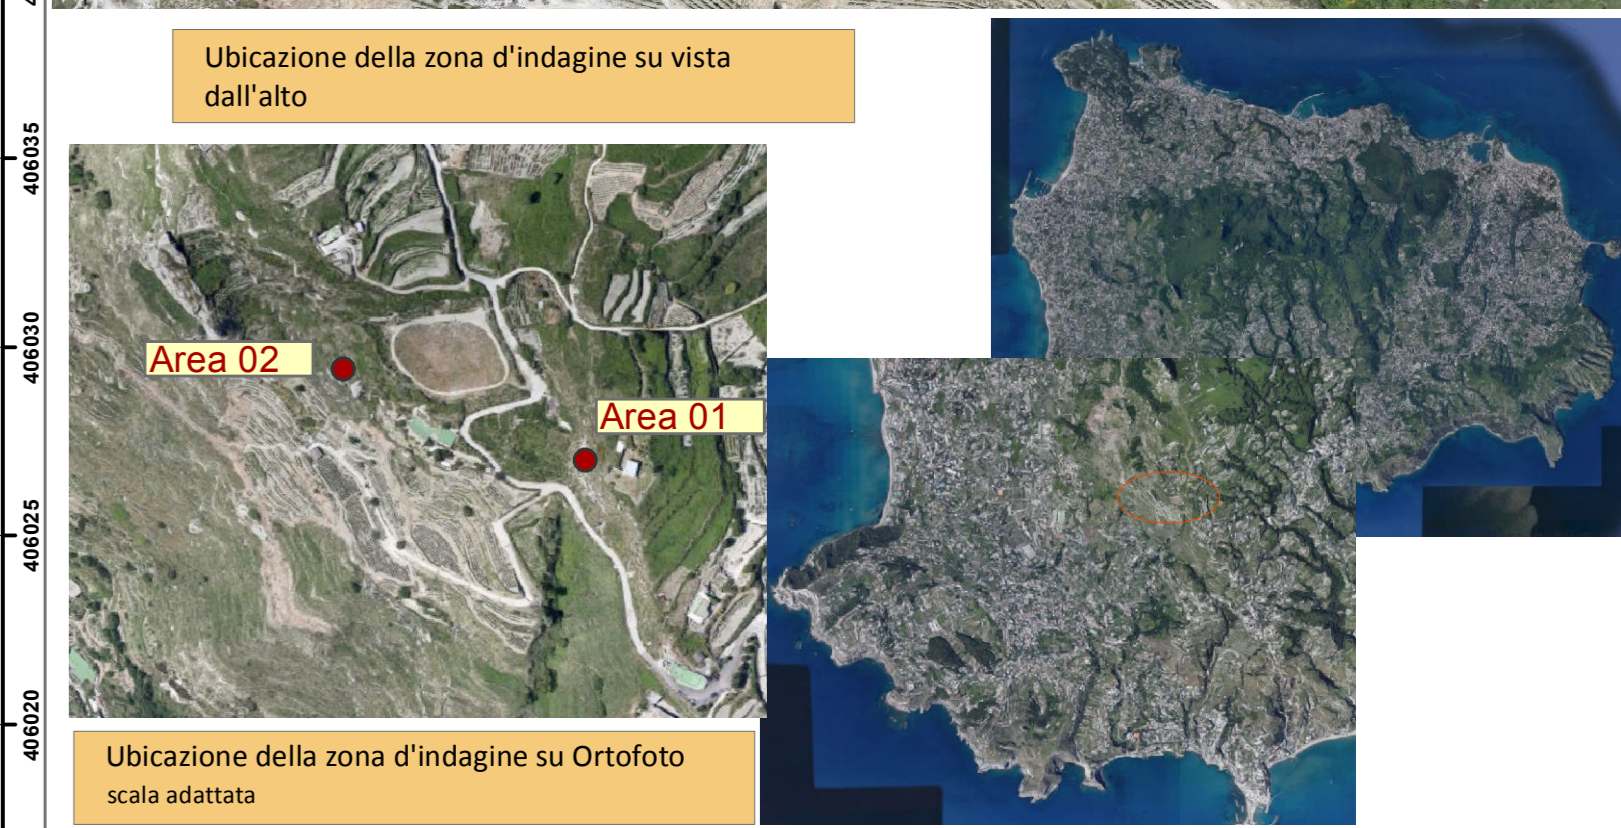 Ubicazione della zona d'indagine su vista
dall'alto
406035
406030
406025
406020
Area 02
Area 01
Ubicazione della zona d'indagine su Ortofoto
scala adattata